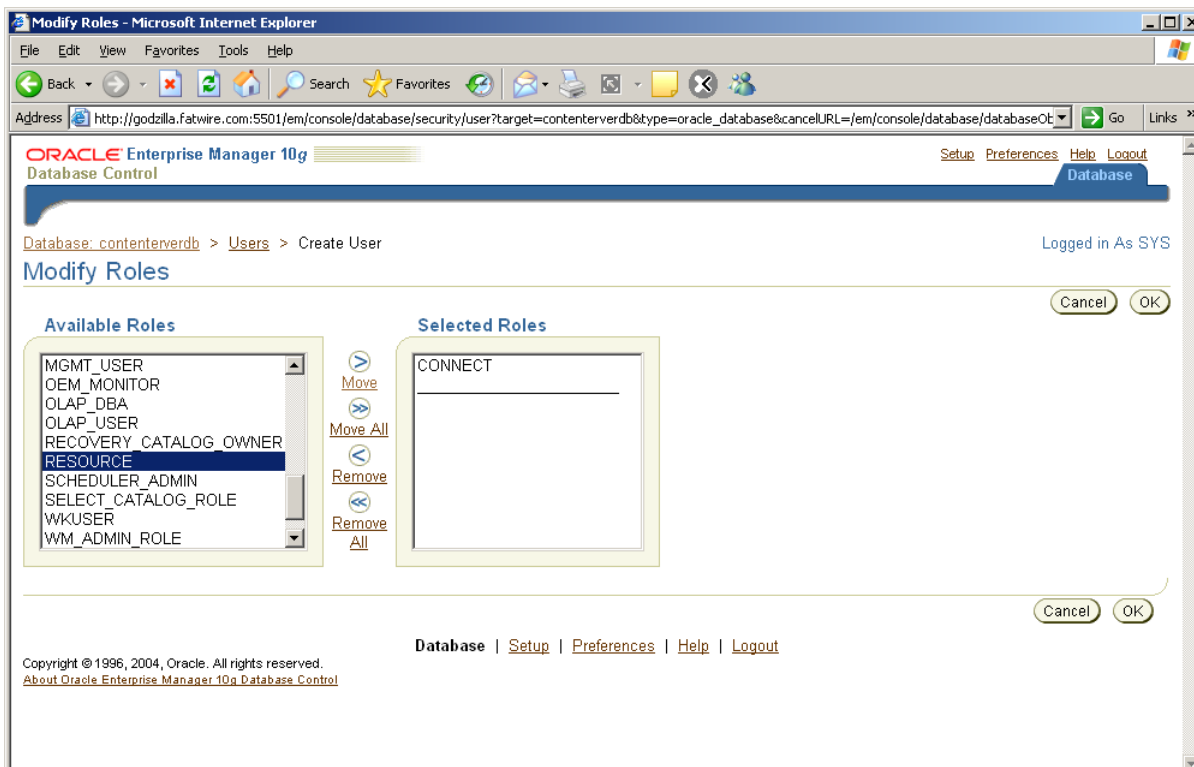 Modify Roles - Microsoft Internet Explorer
File Edit View Favorites Tools Help
Back Search Favorites
Address http://godzilla.fatwire.com:5501/em/console/database/security/user?target=contenterverdb&type=oracle_database&cancelURL=/em/console/database/databaseOb Go Links »
ORACLE Enterprise Manager 10g
Setup Preferences Help Logout
Database Control
Database
Database: contenterverdb > Users > Create User
Logged in As SYS
Modify Roles
Cancel OK
Available Roles Selected Roles
MGMT_USER
OEM_MONITOR
OLAP_DBA
OLAP_USER
RECOVERY_CATALOG_OWNER
RESOURCE
SCHEDULER_ADMIN
SELECT_CATALOG_ROLE
WKUSER
WM_ADMIN_ROLE
Move
Move All
Remove
Remove
All
CONNECT
Cancel OK
Database | Setup | Preferences | Help | Logout
Copyright © 1996, 2004, Oracle. All rights reserved.
About Oracle Enterprise Manager 10g Database Control